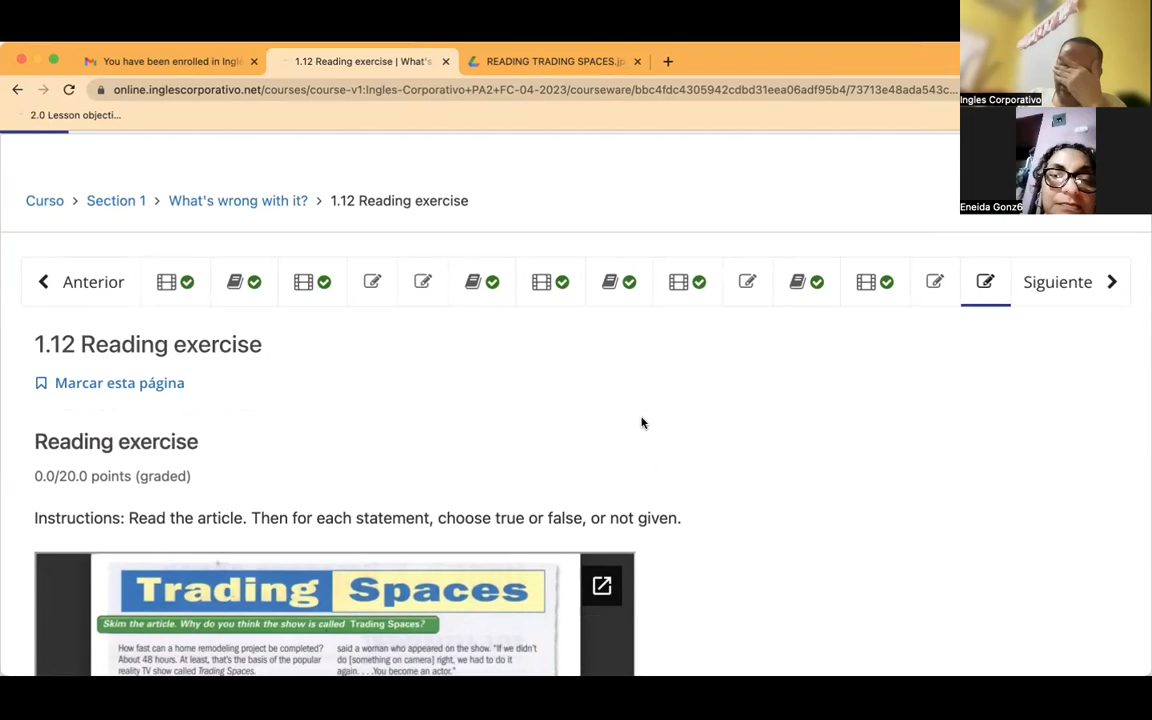 You have been enrolled in Ingl
1.12 Reading exercise | What's
READING TRADING SPACES.jp
online.inglescorporativo.net/courses/course-v1:Ingles-Corporativo+PA2+FC-04-2023/courseware/bbc4fdc4305942cdbd31eea06adf95b4/73713e48ada543c...
2.0 Lesson objecti...
Ingles Corporativo
Eneida Gonz6
Curso > Section 1 > What's wrong with it? > 1.12 Reading exercise
Anterior
Siguiente
1.12 Reading exercise
Marcar esta página
Reading exercise
0.0/20.0 points (graded)
Instructions: Read the article. Then for each statement, choose true or false, or not given.
Trading Spaces
Skim the article. Why do you think the show is called Trading Spaces?
How fast can a home remodeling project be completed?
About 48 hours. At least, that's the basis of the popular
reality TV show called Trading Spaces.
said a woman who appeared on the show. "If we didn't
do [something on camera] right, we had to do it
again. . . .You become an actor."